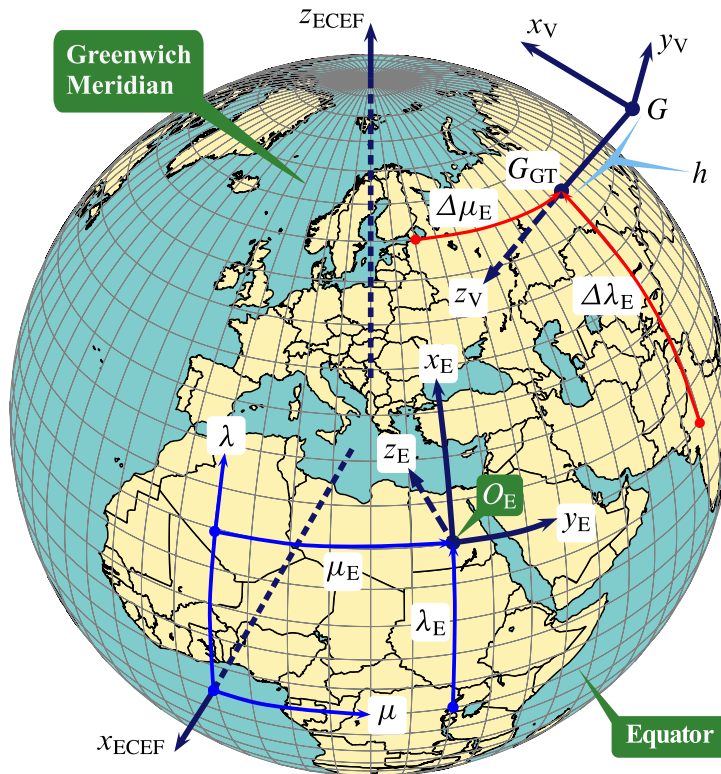 z_ECEF
Greenwich
Meridian
x_V
y_V
G
G_GT
h
Δμ_E
z_V
Δλ_E
x_E
λ
z_E
O_E
y_E
μ_E
λ_E
μ
x_ECEF
Equator